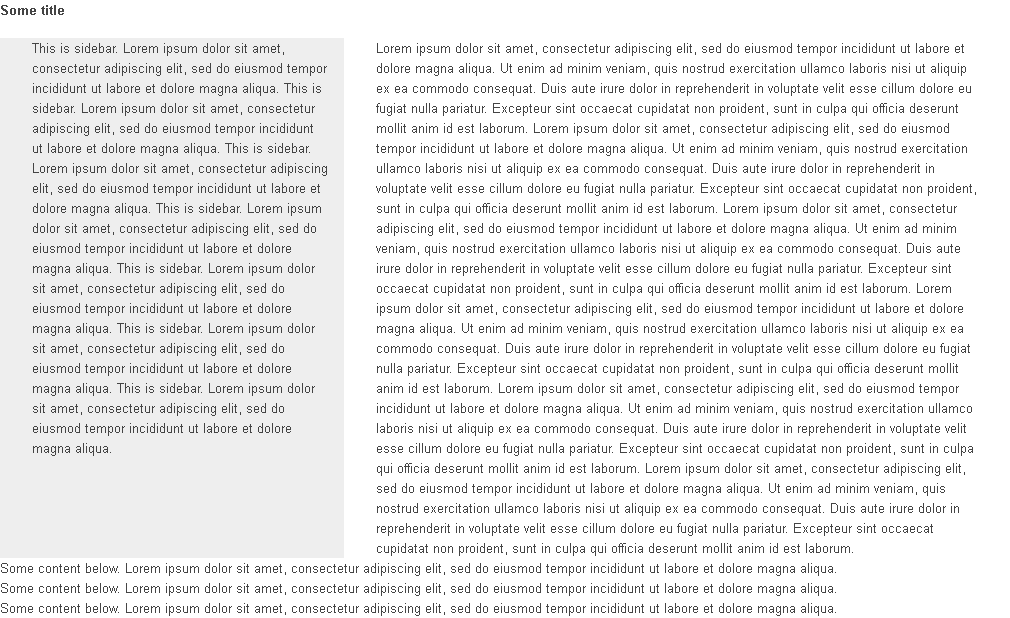 Some title
This is sidebar. Lorem ipsum dolor sit amet,
consectetur adipiscing elit, sed do eiusmod tempor
incididunt ut labore et dolore magna aliqua. This is
sidebar. Lorem ipsum dolor sit amet, consectetur
adipiscing elit, sed do eiusmod tempor incididunt
ut labore et dolore magna aliqua. This is sidebar.
Lorem ipsum dolor sit amet, consectetur adipiscing
elit, sed do eiusmod tempor incididunt ut labore et
dolore magna aliqua. This is sidebar. Lorem ipsum
dolor sit amet, consectetur adipiscing elit, sed do
eiusmod tempor incididunt ut labore et dolore
magna aliqua. This is sidebar. Lorem ipsum dolor
sit amet, consectetur adipiscing elit, sed do
eiusmod tempor incididunt ut labore et dolore
magna aliqua. This is sidebar. Lorem ipsum dolor
sit amet, consectetur adipiscing elit, sed do
eiusmod tempor incididunt ut labore et dolore
magna aliqua. This is sidebar. Lorem ipsum dolor
sit amet, consectetur adipiscing elit, sed do
eiusmod tempor incididunt ut labore et dolore
magna aliqua.
Lorem ipsum dolor sit amet, consectetur adipiscing elit, sed do eiusmod tempor incididunt ut labore et
dolore magna aliqua. Ut enim ad minim veniam, quis nostrud exercitation ullamco laboris nisi ut aliquip
ex ea commodo consequat. Duis aute irure dolor in reprehenderit in voluptate velit esse cillum dolore eu
fugiat nulla pariatur. Excepteur sint occaecat cupidatat non proident, sunt in culpa qui officia deserunt
mollit anim id est laborum. Lorem ipsum dolor sit amet, consectetur adipiscing elit, sed do eiusmod
tempor incididunt ut labore et dolore magna aliqua. Ut enim ad minim veniam, quis nostrud exercitation
ullamco laboris nisi ut aliquip ex ea commodo consequat. Duis aute irure dolor in reprehenderit in
voluptate velit esse cillum dolore eu fugiat nulla pariatur. Excepteur sint occaecat cupidatat non proident,
sunt in culpa qui officia deserunt mollit anim id est laborum. Lorem ipsum dolor sit amet, consectetur
adipiscing elit, sed do eiusmod tempor incididunt ut labore et dolore magna aliqua. Ut enim ad minim
veniam, quis nostrud exercitation ullamco laboris nisi ut aliquip ex ea commodo consequat. Duis aute
irure dolor in reprehenderit in voluptate velit esse cillum dolore eu fugiat nulla pariatur. Excepteur sint
occaecat cupidatat non proident, sunt in culpa qui officia deserunt mollit anim id est laborum. Lorem
ipsum dolor sit amet, consectetur adipiscing elit, sed do eiusmod tempor incididunt ut labore et dolore
magna aliqua. Ut enim ad minim veniam, quis nostrud exercitation ullamco laboris nisi ut aliquip ex ea
commodo consequat. Duis aute irure dolor in reprehenderit in voluptate velit esse cillum dolore eu fugiat
nulla pariatur. Excepteur sint occaecat cupidatat non proident, sunt in culpa qui officia deserunt mollit
anim id est laborum. Lorem ipsum dolor sit amet, consectetur adipiscing elit, sed do eiusmod tempor
incididunt ut labore et dolore magna aliqua. Ut enim ad minim veniam, quis nostrud exercitation ullamco
laboris nisi ut aliquip ex ea commodo consequat. Duis aute irure dolor in reprehenderit in voluptate velit
esse cillum dolore eu fugiat nulla pariatur. Excepteur sint occaecat cupidatat non proident, sunt in culpa
qui officia deserunt mollit anim id est laborum. Lorem ipsum dolor sit amet, consectetur adipiscing elit,
sed do eiusmod tempor incididunt ut labore et dolore magna aliqua. Ut enim ad minim veniam, quis
nostrud exercitation ullamco laboris nisi ut aliquip ex ea commodo consequat. Duis aute irure dolor in
reprehenderit in voluptate velit esse cillum dolore eu fugiat nulla pariatur. Excepteur sint occaecat
cupidatat non proident, sunt in culpa qui officia deserunt mollit anim id est laborum.
Some content below. Lorem ipsum dolor sit amet, consectetur adipiscing elit, sed do eiusmod tempor incididunt ut labore et dolore magna aliqua.
Some content below. Lorem ipsum dolor sit amet, consectetur adipiscing elit, sed do eiusmod tempor incididunt ut labore et dolore magna aliqua.
Some content below. Lorem ipsum dolor sit amet, consectetur adipiscing elit, sed do eiusmod tempor incididunt ut labore et dolore magna aliqua.